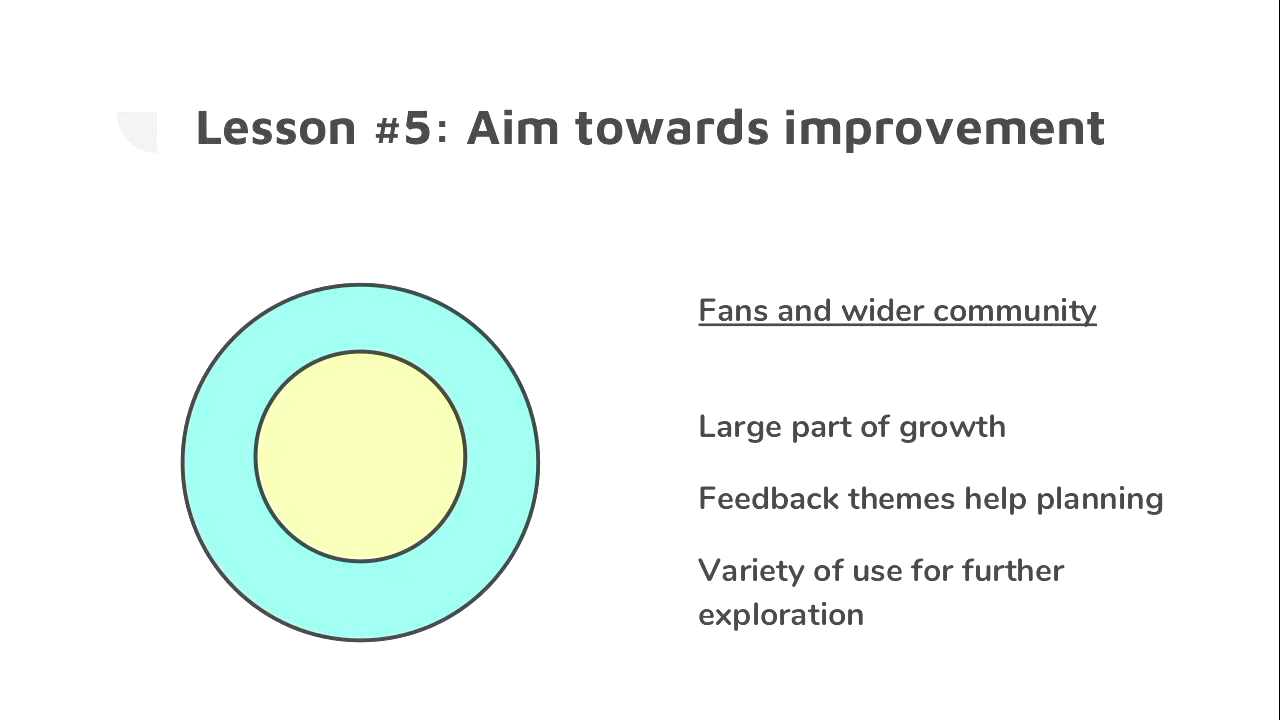 Lesson #5: Aim towards improvement
Fans and wider community
Large part of growth
Feedback themes help planning
Variety of use for further
exploration